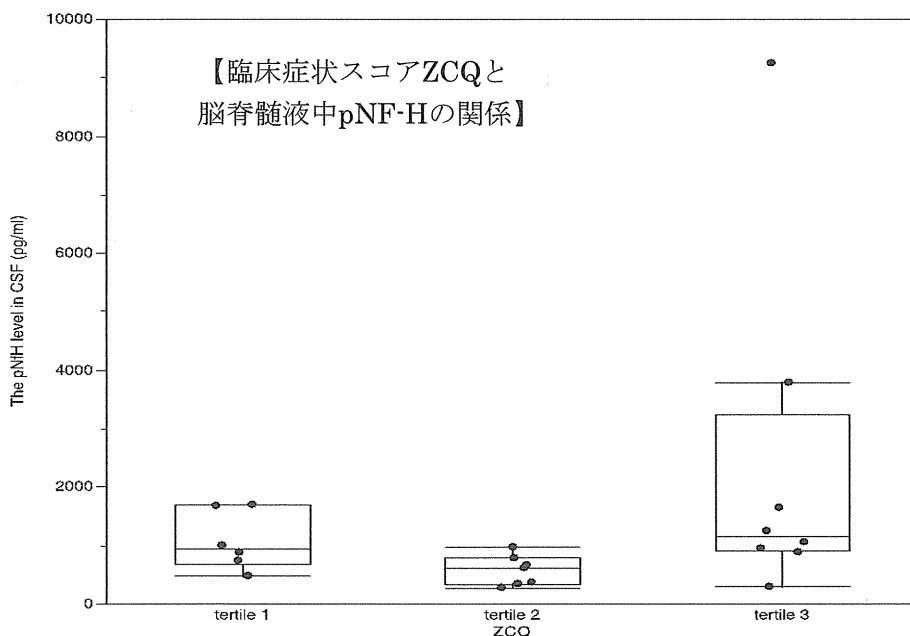 10000
【臨床症状スコアZCQと
脳脊髄液中pNF-Hの関係】
8000
6000
4000
2000
0
The pNfH level in CSF (pg/ml)
tertile 1
tertile 2
tertile 3
ZCQ